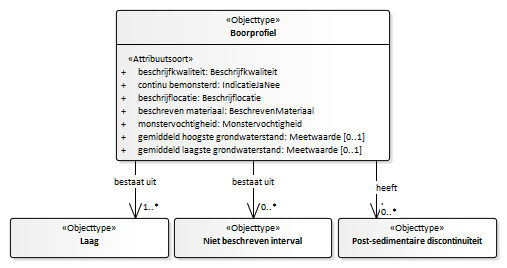 «Objecttype»
Boorprofiel
«Attribuutsoort»
+ beschrijfkwaliteit: Beschrijfkwaliteit
+ continu bemonsterd: IndicatieJaNee
+ beschrijflocatie: Beschrijflocatie
+ beschreven materiaal: BeschrevenMateriaal
+ monstervochtigheid: Monstervochtigheid
+ gemiddeld hoogste grondwaterstand: Meetwaarde [0..1]
+ gemiddeld laagste grondwaterstand: Meetwaarde [0..1]
bestaat uit
bestaat uit
heeft
1..*
0..*
0..*
«Objecttype»
Laag
«Objecttype»
Niet beschreven interval
«Objecttype»
Post-sedimentaire discontinuïteit